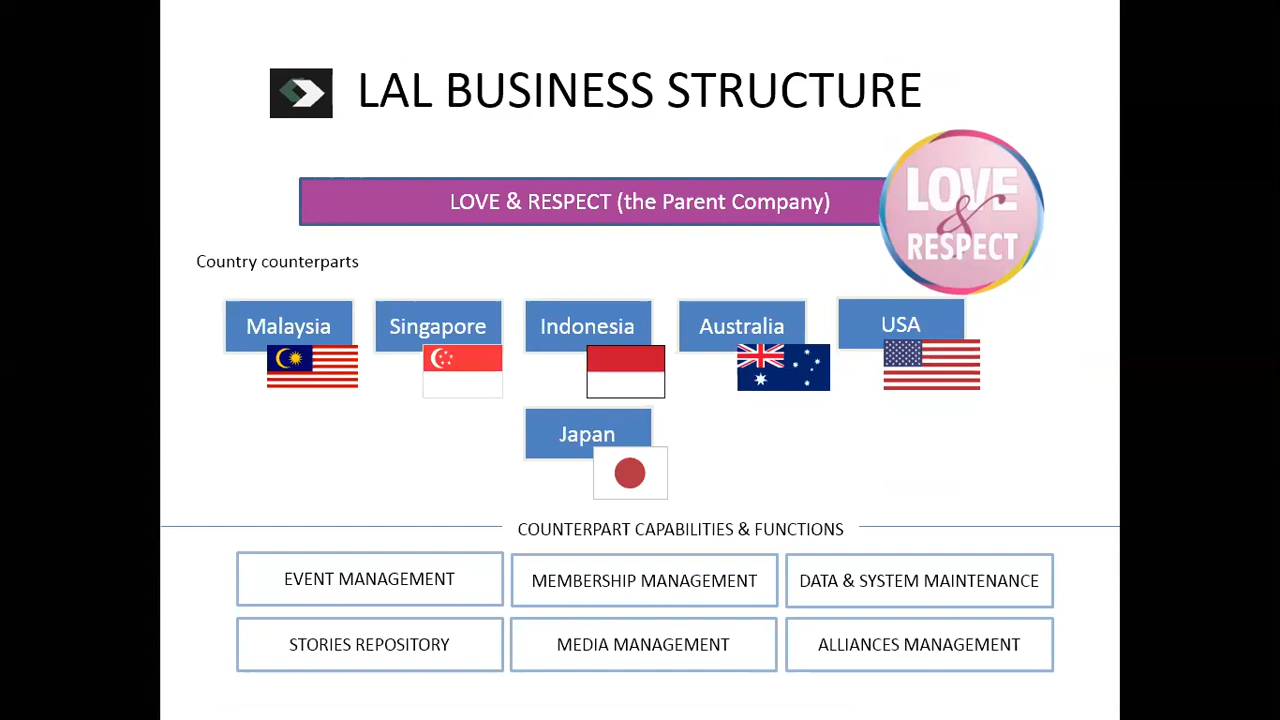 LAL BUSINESS STRUCTURE
LOVE & RESPECT (the Parent Company)
LOVE
&
RESPECT
Country counterparts
Malaysia
Singapore
Indonesia
Australia
USA
Japan
COUNTERPART CAPABILITIES & FUNCTIONS
EVENT MANAGEMENT
MEMBERSHIP MANAGEMENT
DATA & SYSTEM MAINTENANCE
STORIES REPOSITORY
MEDIA MANAGEMENT
ALLIANCES MANAGEMENT